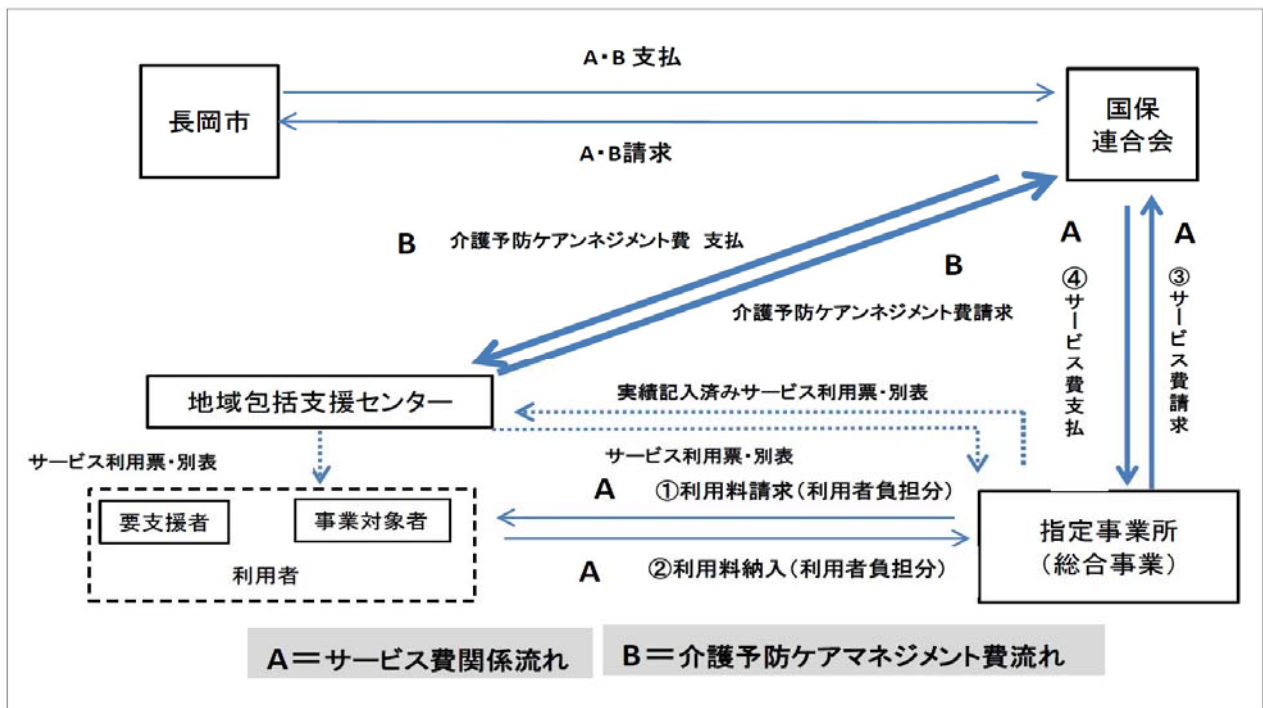 A・B 支払
長岡市
国保
連合会
A・B請求
B 介護予防ケアンネジメント費 支払
B
介護予防ケアンネジメント費請求
A
④サービス費支払
A
③サービス費請求
地域包括支援センター
実績記入済みサービス利用票・別表
サービス利用票・別表
サービス利用票・別表
A ①利用料請求(利用者負担分)
要支援者
事業対象者
利用者
A ②利用料納入(利用者負担分)
指定事業所
(総合事業)
A=サービス費関係流れ
B=介護予防ケアマネジメント費流れ